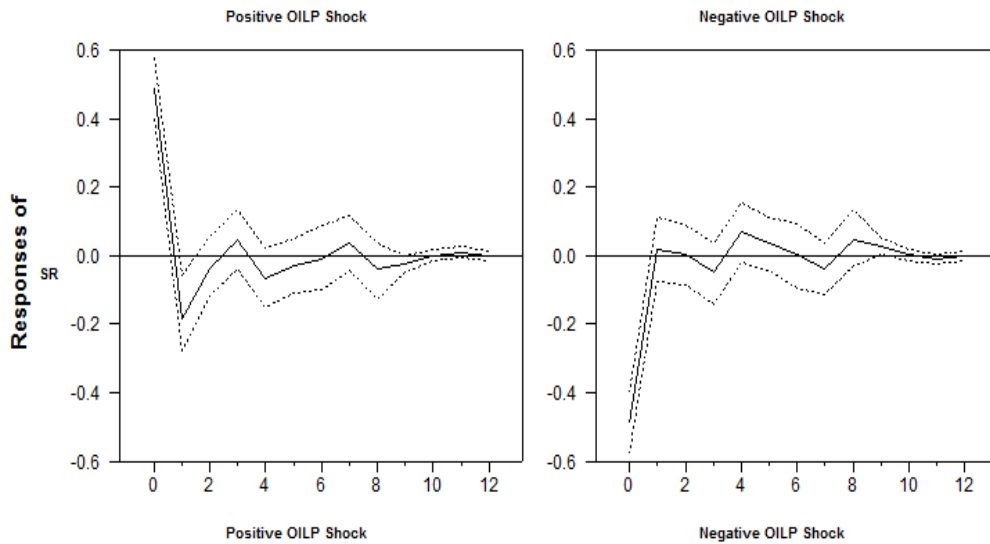 Positive OILP Shock
Negative OILP Shock
Responses of
SR
0.6
0.4
0.2
0.0
-0.2
-0.4
-0.6
0 2 4 6 8 10 12
0.6
0.4
0.2
0.0
-0.2
-0.4
-0.6
0 2 4 6 8 10 12
Positive OILP Shock
Negative OILP Shock